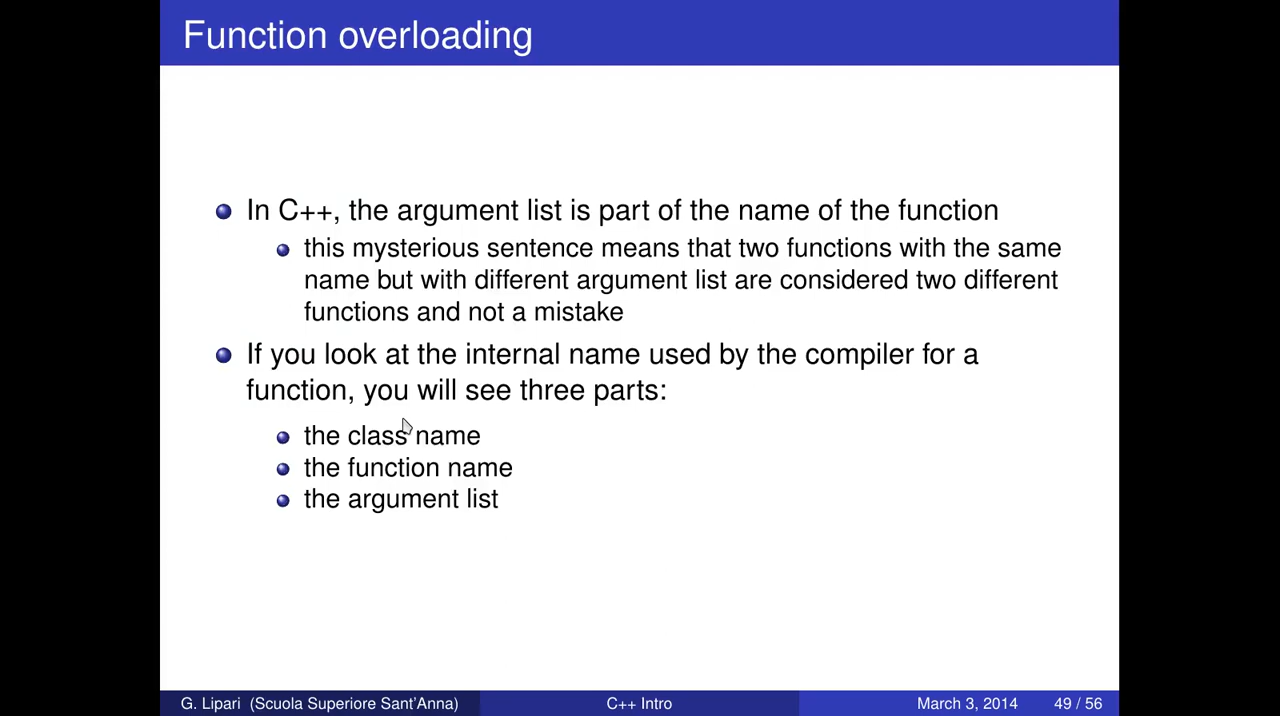 Function overloading
In C++, the argument list is part of the name of the function
this mysterious sentence means that two functions with the same
name but with different argument list are considered two different
functions and not a mistake
If you look at the internal name used by the compiler for a
function, you will see three parts:
the class name
the function name
the argument list
G. Lipari (Scuola Superiore Sant'Anna) C++ Intro March 3, 2014 49 / 56